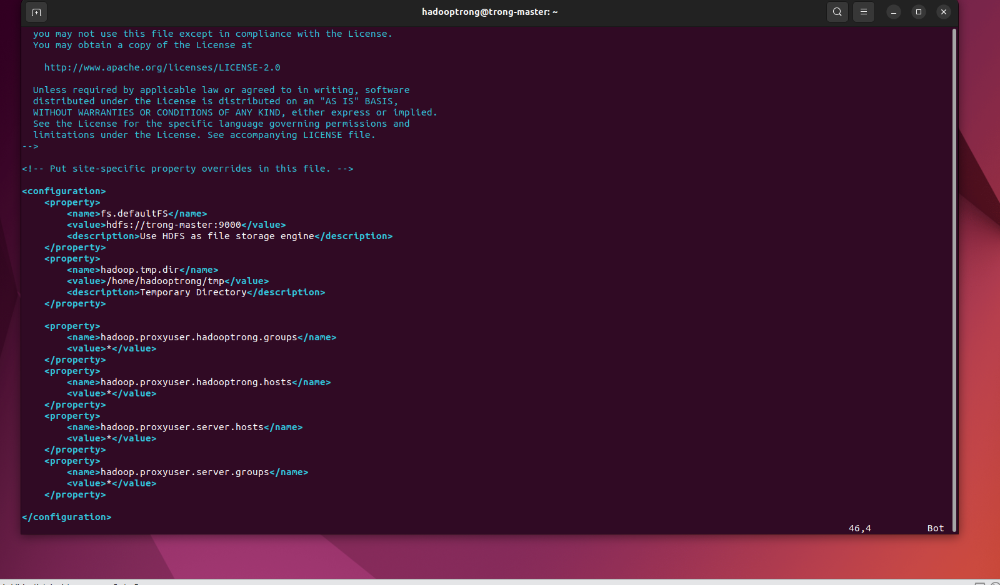 hadooptrong@trong-master: ~
you may not use this file except in compliance with the License.
You may obtain a copy of the License at
http://www.apache.org/licenses/LICENSE-2.0
Unless required by applicable law or agreed to in writing, software
distributed under the License is distributed on an "AS IS" BASIS,
WITHOUT WARRANTIES OR CONDITIONS OF ANY KIND, either express or implied.
See the License for the specific language governing permissions and
limitations under the License. See accompanying LICENSE file.
-->
<!-- Put site-specific property overrides in this file. -->
<configuration>
<property>
<name>fs.defaultFS</name>
<value>hdfs://trong-master:9000</value>
<description>Use HDFS as file storage engine</description>
</property>
<property>
<name>hadoop.tmp.dir</name>
<value>/home/hadooptrong/tmp</value>
<description>Temporary Directory</description>
</property>
<property>
<name>hadoop.proxyuser.hadooptrong.groups</name>
<value>*</value>
</property>
<property>
<name>hadoop.proxyuser.hadooptrong.hosts</name>
<value>*</value>
</property>
<property>
<name>hadoop.proxyuser.server.hosts</name>
<value>*</value>
</property>
<property>
<name>hadoop.proxyuser.server.groups</name>
<value>*</value>
</property>
</configuration>
46,4 Bot